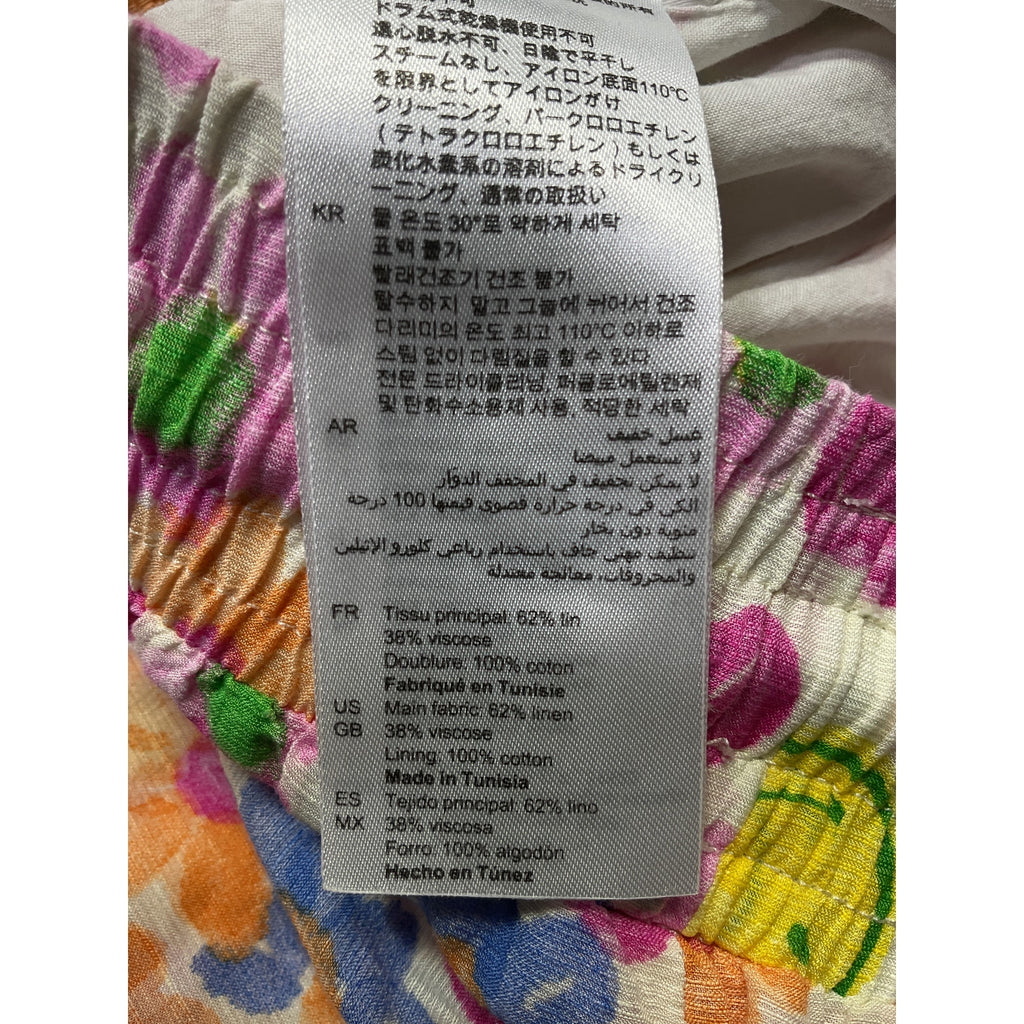 ドラム式乾燥機使用不可
遠心脱水不可、日陰で平干し
スチームなし、アイロン底面110℃
を限界としてアイロンがけ
クリーニング、パークロロエチレン
(テトラクロロエチレン)もしくは
炭化水素系の溶剤によるドライクリ
ーニング、通常の取扱い
KR 물 온도 30°로 약하게 세탁
표백 불가
빨래건조기 건조 불가
탈수하지 말고 그늘에 뉘어서 건조
다리미의 온도 최고 110°C 이하로
스팀 없이 다림질을 할 수 있다
전문 드라이클리닝, 퍼클로에틸렌제
및 탄화수소용제 사용, 적당한 세탁
AR غسل خفيف
لا تستعمل مبيضا
لا يمكن تجفيف في المجفف الدوّار
الكي في درجة حرارة قصوى قيمتها 100 درجة
مئوية دون بخار
تنظيف مهني جاف باستخدام رباعي كلورو الإثيلين
والمحروقات، معالجة معتدلة
FR Tissu principal: 62% lin
38% viscose
Doublure: 100% coton
Fabriqué en Tunisie
US Main fabric: 62% linen
GB 38% viscose
Lining: 100% cotton
Made in Tunisia
ES Tejido principal: 62% lino
MX 38% viscosa
Forro: 100% algodòn
Hecho en Tunez